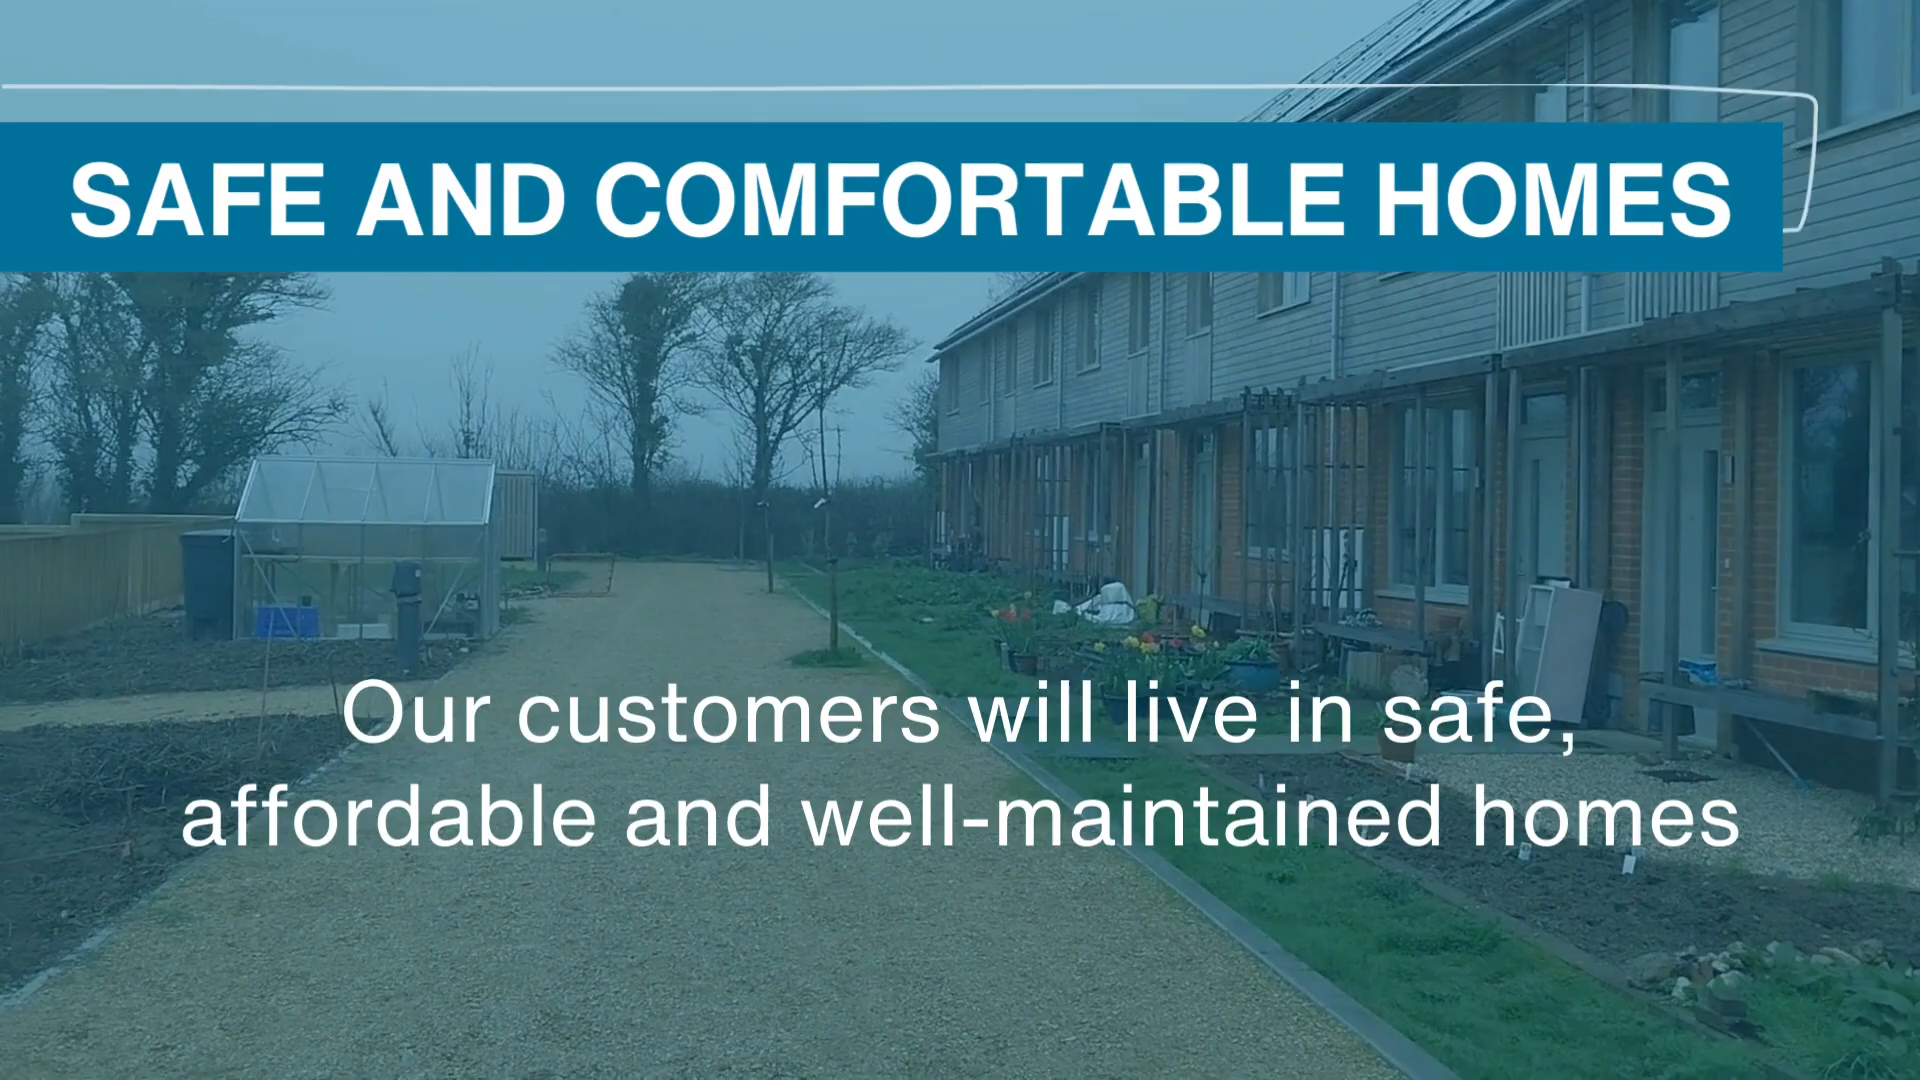 SAFE AND COMFORTABLE HOMES
Our customers will live in safe,
affordable and well-maintained homes